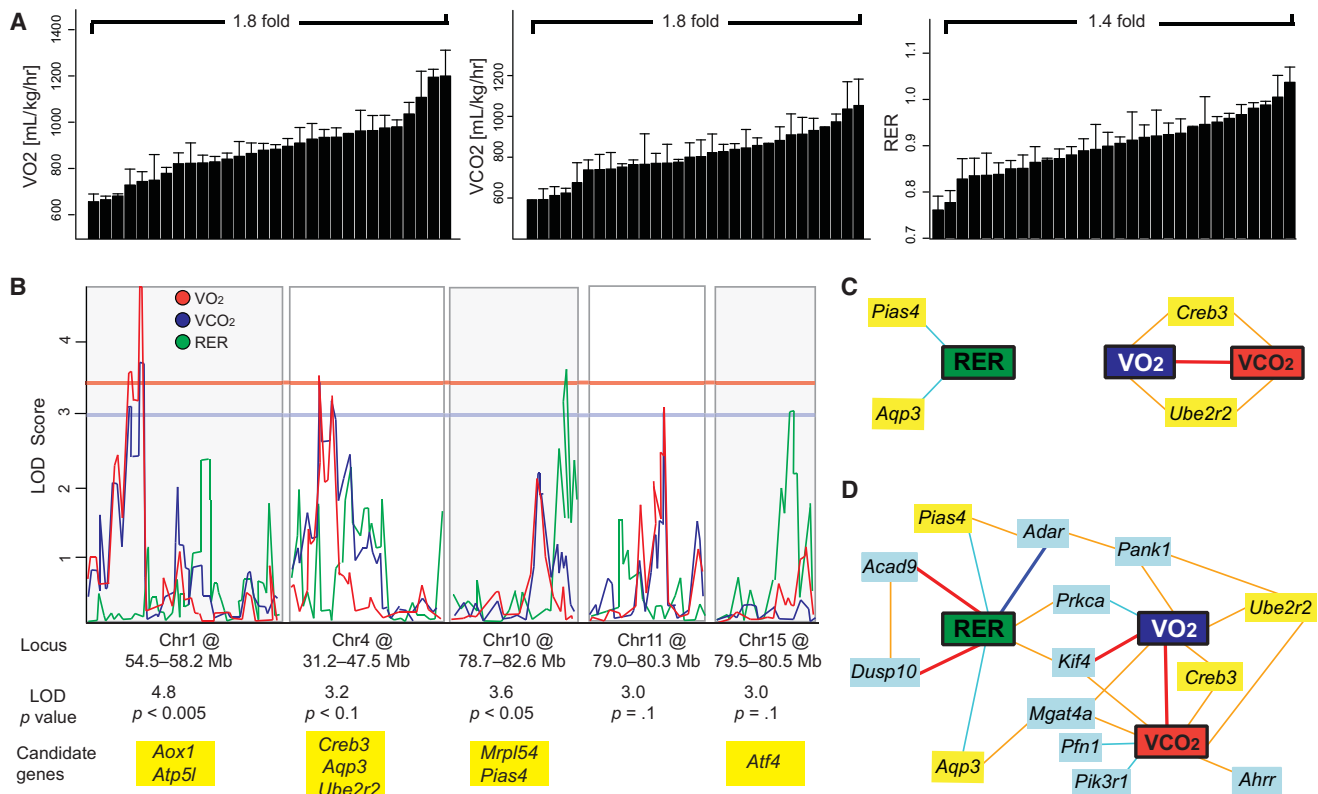 A
1.8 fold
VO2 [mL/kg/hr]
1400
1200
1000
800
600
1.8 fold
VCO2 [mL/kg/hr]
1200
1000
800
600
1.4 fold
RER
1.1
1.0
0.9
0.8
0.7
B
VO2
VCO2
RER
LOD Score
4
3
2
1
Locus
Chr1 @
54.5–58.2 Mb
Chr4 @
31.2–47.5 Mb
Chr10 @
78.7–82.6 Mb
Chr11 @
79.0–80.3 Mb
Chr15 @
79.5–80.5 Mb
LOD
p value
4.8
p < 0.005
3.2
p < 0.1
3.6
p < 0.05
3.0
p = .1
3.0
p = .1
Candidate
genes
Aox1
Atp5l
Creb3
Aqp3
Ube2r2
Mrpl54
Pias4
Atf4
C
Pias4
RER
Aqp3
Creb3
VO2
VCO2
Ube2r2
D
Pias4
Adar
Pank1
Acad9
Prkca
Ube2r2
RER
VO2
Dusp10
Kif4
Creb3
Mgat4a
Pfn1
VCO2
Aqp3
Pik3r1
Ahrr